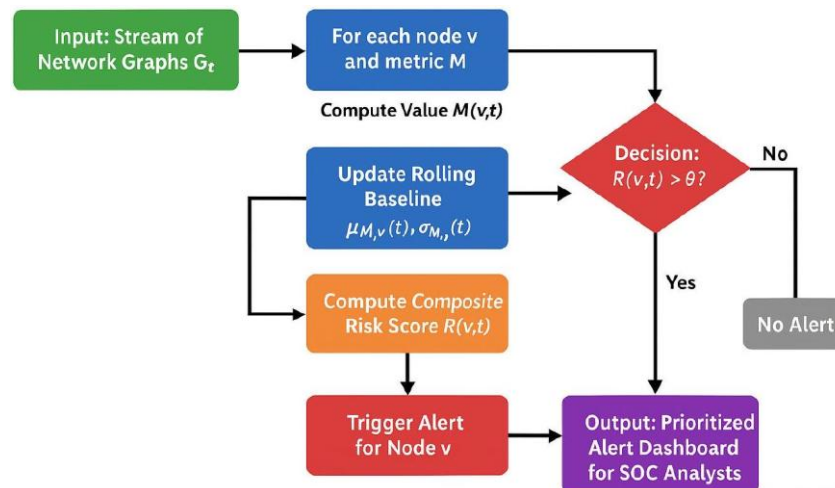 Input: Stream of
Network Graphs Gₜ
For each node v
and metric M
Compute Value M(v,t)
Decision:
R(v,t) > θ?
No
Update Rolling
Baseline
μM,v(t), σM,,(t)
Yes
Compute Composite
Risk Score R(v,t)
No Alert
Trigger Alert
for Node v
Output: Prioritized
Alert Dashboard
for SOC Analysts